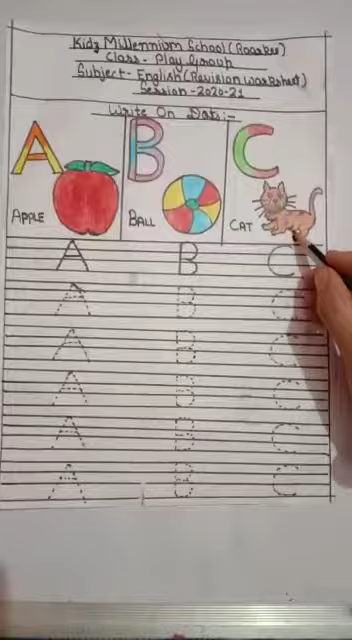 Kidz Millennium School (Roorkee)
Class - Play Group
Subject - English (Revision Worksheet)
Session - 2020-21
Write On Dots:-
A B C
APPLE BALL CAT
A B C
A B C
A B C
A B C
A B C
A B C